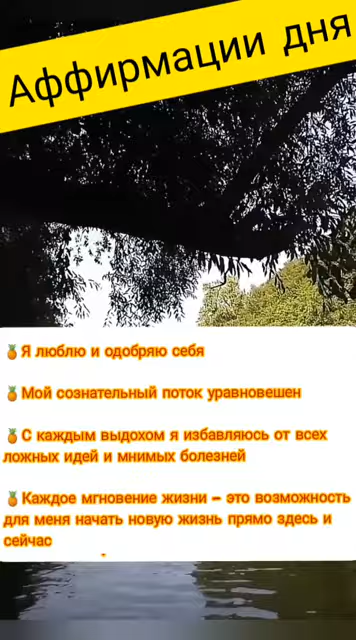 Аффирмации дня
🍍Я люблю и одобряю себя
🍍Мой сознательный поток уравновешен
🍍С каждым выдохом я избавляюсь от всех
ложных идей и мнимых болезней
🍍Каждое мгновение жизни – это возможность
для меня начать новую жизнь прямо здесь и
сейчас